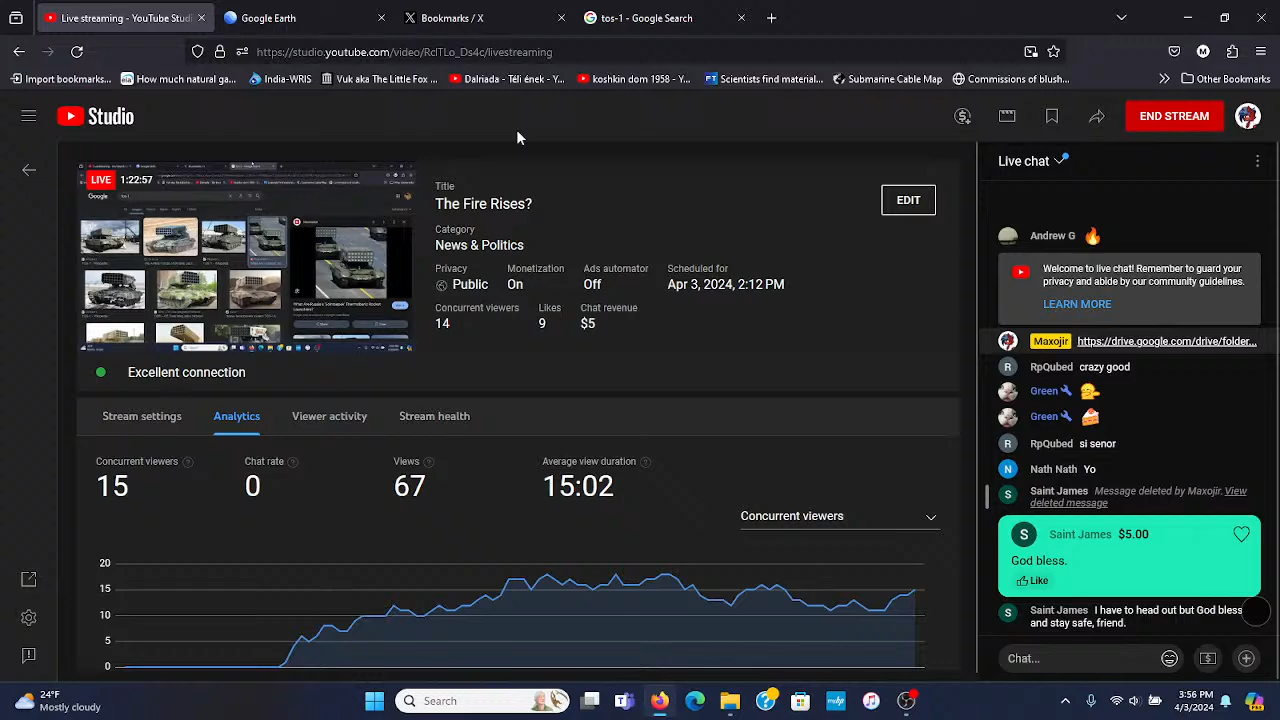 Live streaming - YouTube Studi
Google Earth
Bookmarks / X
tos-1 - Google Search
https://studio.youtube.com/video/RclTLo_Ds4c/livestreaming
Import bookmarks...
How much natural ga...
India-WRIS
Vuk aka The Little Fox ...
Dalriada - Téli ének - Y...
koshkin dom 1958 - Y...
Scientists find material...
Submarine Cable Map
Commissions of blush...
Other Bookmarks
Studio
END STREAM
LIVE 1:22:57
Title
The Fire Rises?
EDIT
Category
News & Politics
Privacy Monetization Ads automator Scheduled for
Public On Off Apr 3, 2024, 2:12 PM
Concurrent viewers Likes Chat revenue
14 9 $5
Excellent connection
Stream settings Analytics Viewer activity Stream health
Concurrent viewers Chat rate Views Average view duration
15 0 67 15:02
Concurrent viewers
20
15
10
5
0
Live chat
Andrew G
Welcome to live chat! Remember to guard your
privacy and abide by our community guidelines.
LEARN MORE
Maxojir https://drive.google.com/drive/folder...
R RpQubed crazy good
Green
Green
R RpQubed si senor
N Nath Nath Yo
S Saint James Message deleted by Maxojir. View
deleted message
S Saint James $5.00
God bless.
Like
S Saint James I have to head out but God bless
and stay safe, friend.
Chat...
24°F
Mostly cloudy
Search
3:56 PM
4/3/2024